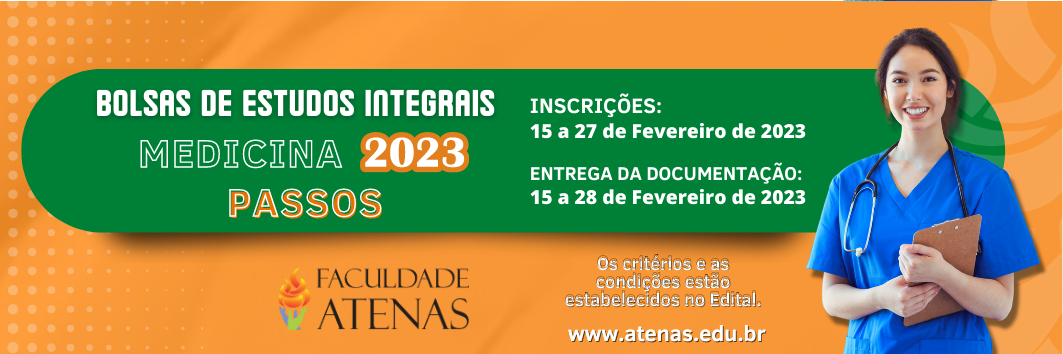 BOLSAS DE ESTUDOS INTEGRAIS
MEDICINA 2023
PASSOS
INSCRIÇÕES:
15 a 27 de Fevereiro de 2023
ENTREGA DA DOCUMENTAÇÃO:
15 a 28 de Fevereiro de 2023
FACULDADE
ATENAS
Os critérios e as
condições estão
estabelecidos no Edital.
www.atenas.edu.br